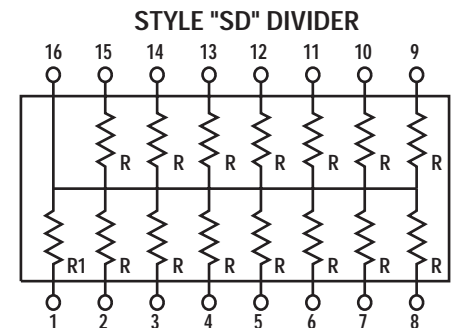 STYLE "SD" DIVIDER
16 15 14 13 12 11 10 9
R R R R R R R
R1 R R R R R R R
1 2 3 4 5 6 7 8